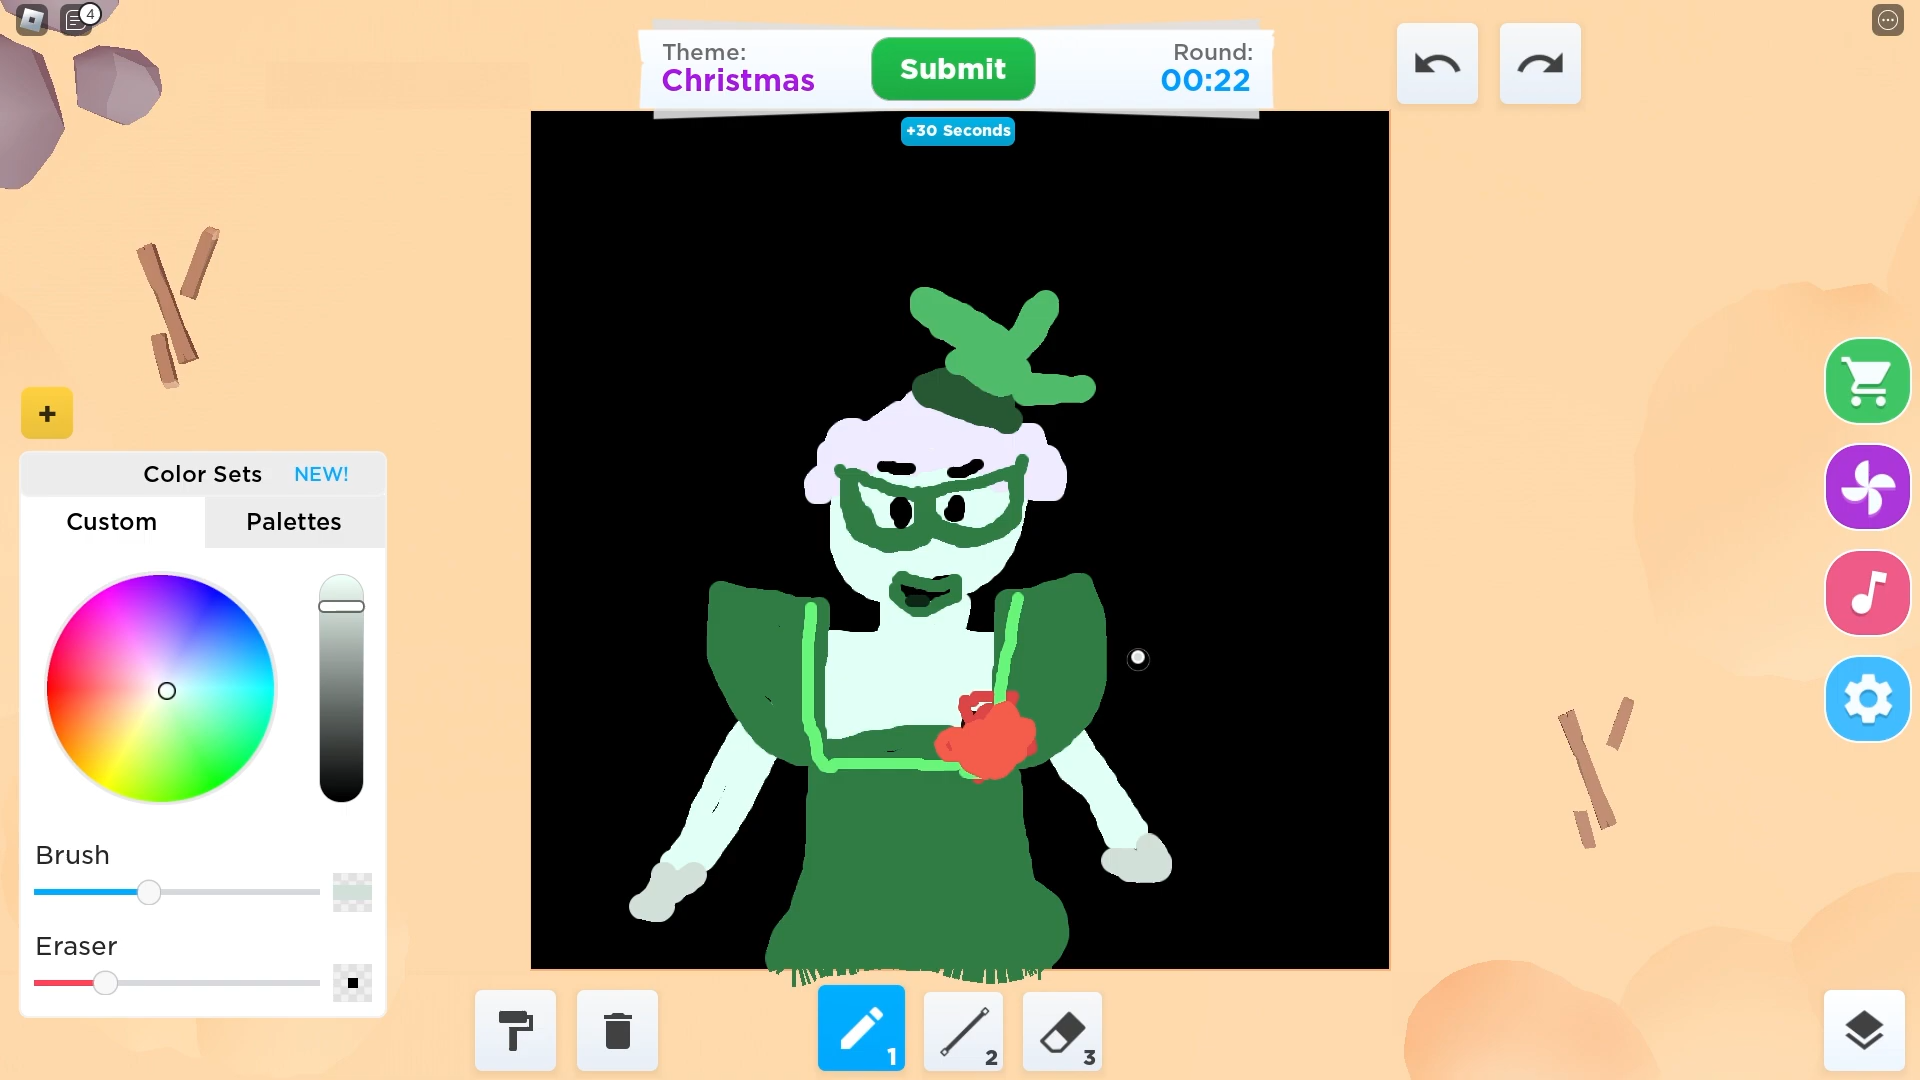 4
Theme:
Christmas
Submit
Round:
00:22
+30 Seconds
+
Color Sets NEW!
Custom
Palettes
Brush
Eraser
1
2
3